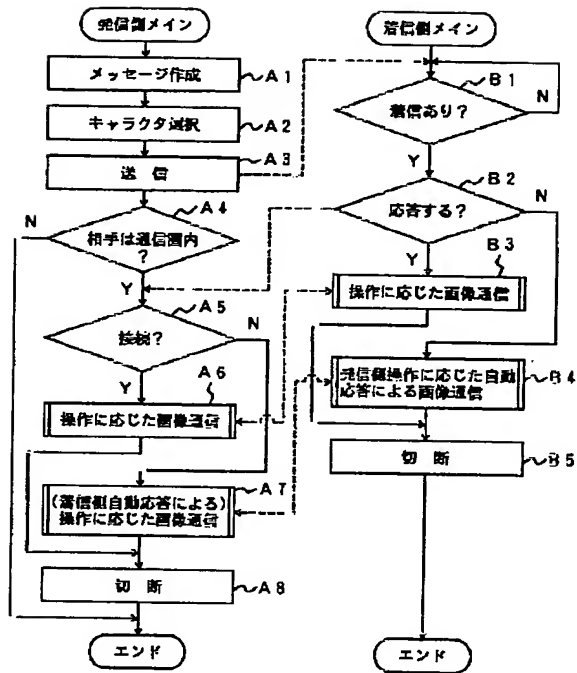 発信側メイン
メッセージ作成
A1
キャラクタ選択
A2
送 信
A3
A4
N
相手は通信圏内
?
Y
A5
接続?
N
Y
A6
操作に応じた画像通信
A7
(着信側自動応答による)
操作に応じた画像通信
切 断
A8
エンド
着信側メイン
B1
着信あり?
N
Y
B2
応答する?
N
Y
B3
操作に応じた画像通信
発信側操作に応じた自動
応答による画像通信
B4
切 断
B5
エンド